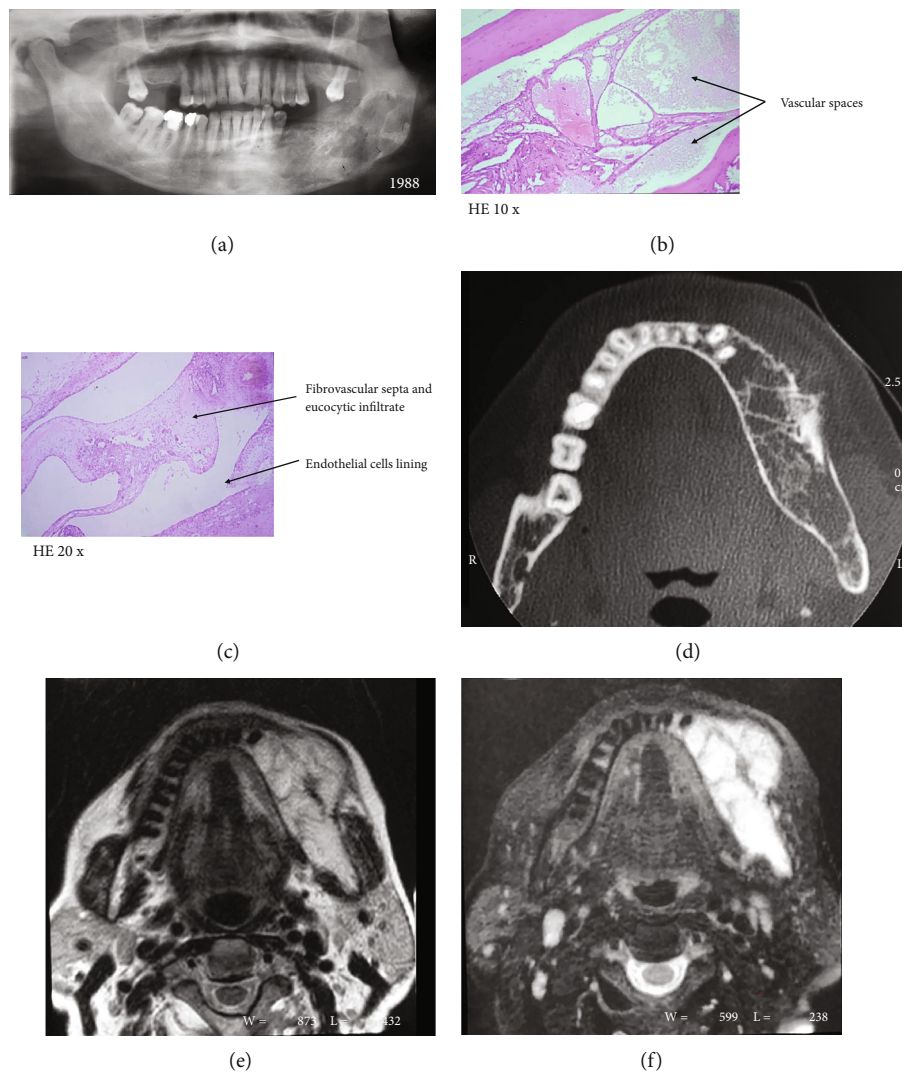 1988
(a)
Vascular spaces
HE 10 x
(b)
Fibrovascular septa and
eucocytic infiltrate
Endothelial cells lining
HE 20 x
(c)
2.5
0
R
L
(d)
W = 873 L = 432
(e)
W = 599 L = 238
(f)